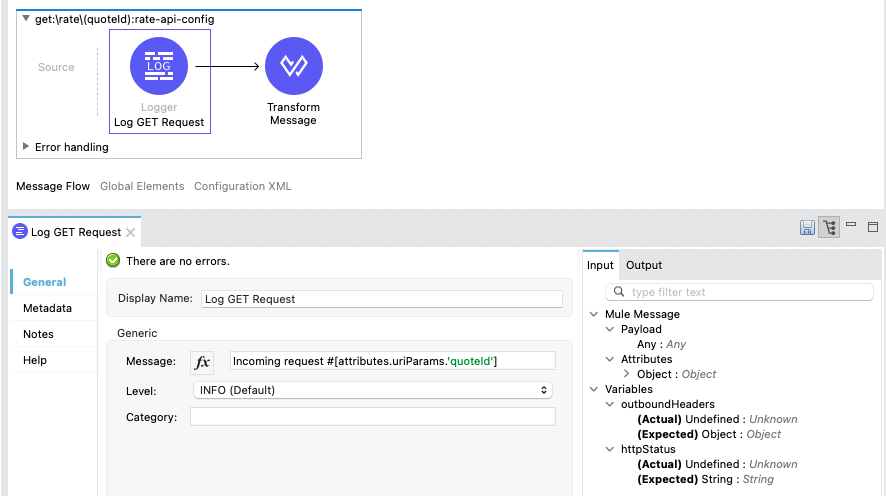 get:\rate\(quoteId):rate-api-config
Source
LOG
Logger
Log GET Request
Transform
Message
Error handling
Message Flow Global Elements Configuration XML
Log GET Request
There are no errors.
General
Metadata
Notes
Help
Display Name: Log GET Request
Generic
Message: fx Incoming request #[attributes.uriParams.'quoteId']
Level: INFO (Default)
Category:
Input Output
type filter text
Mule Message
Payload
Any : Any
Attributes
Object : Object
Variables
outboundHeaders
(Actual) Undefined : Unknown
(Expected) Object : Object
httpStatus
(Actual) Undefined : Unknown
(Expected) String : String